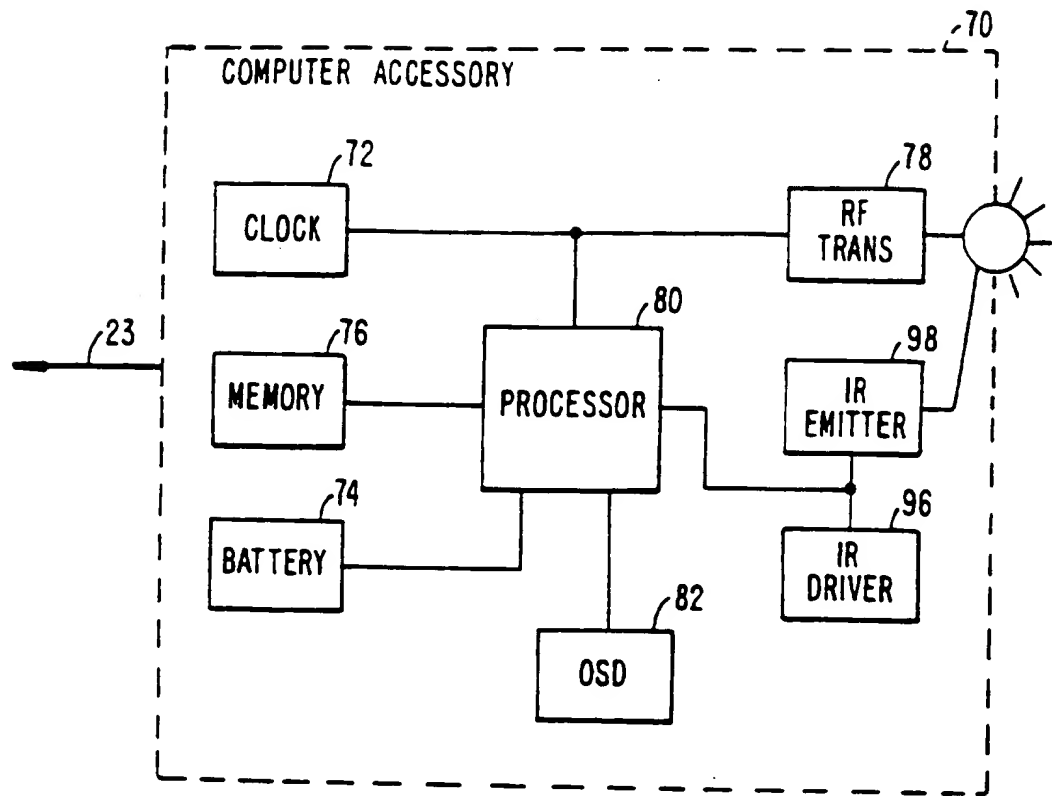 70
COMPUTER ACCESSORY
72
CLOCK
78
RF
TRANS
80
PROCESSOR
23
76
MEMORY
98
IR
EMITTER
74
BATTERY
96
IR
DRIVER
82
OSD